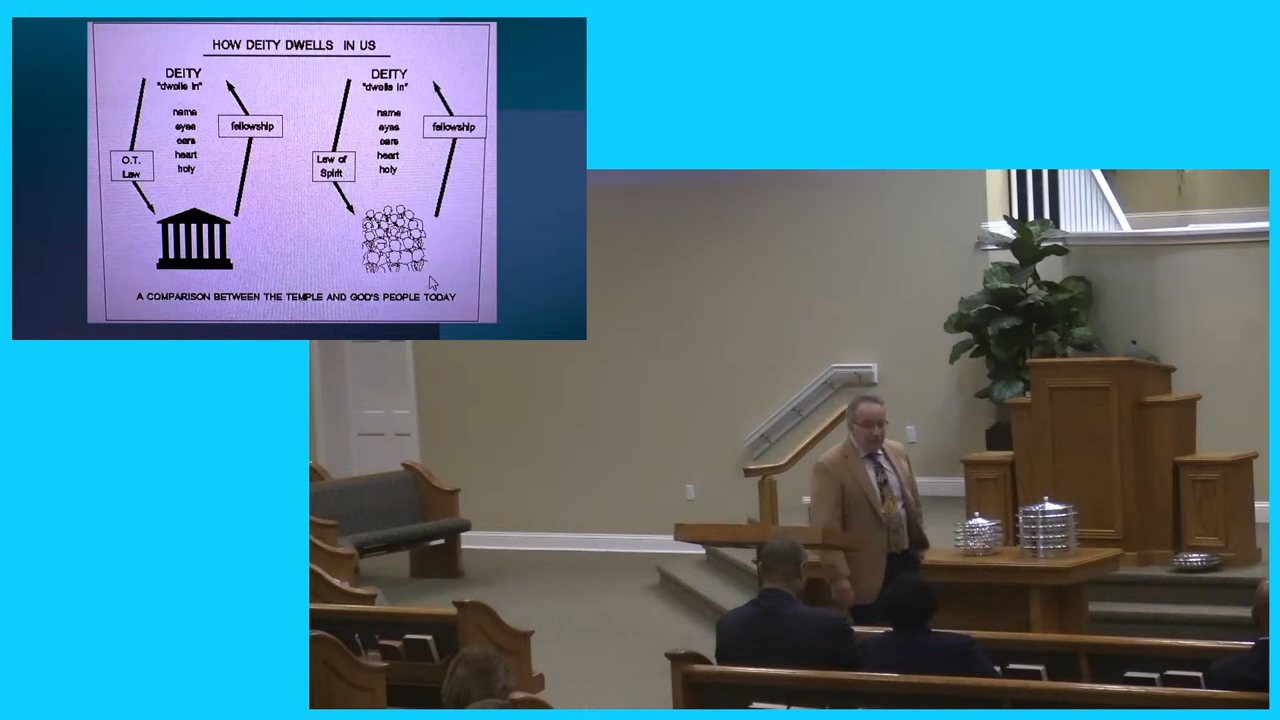 HOW DEITY DWELLS IN US
DEITY
"dwells in"
name
eyes
ears
heart
holy
O.T.
Law
fellowship
DEITY
"dwells in"
name
eyes
ears
heart
holy
Law of
Spirit
fellowship
A COMPARISON BETWEEN THE TEMPLE AND GOD'S PEOPLE TODAY